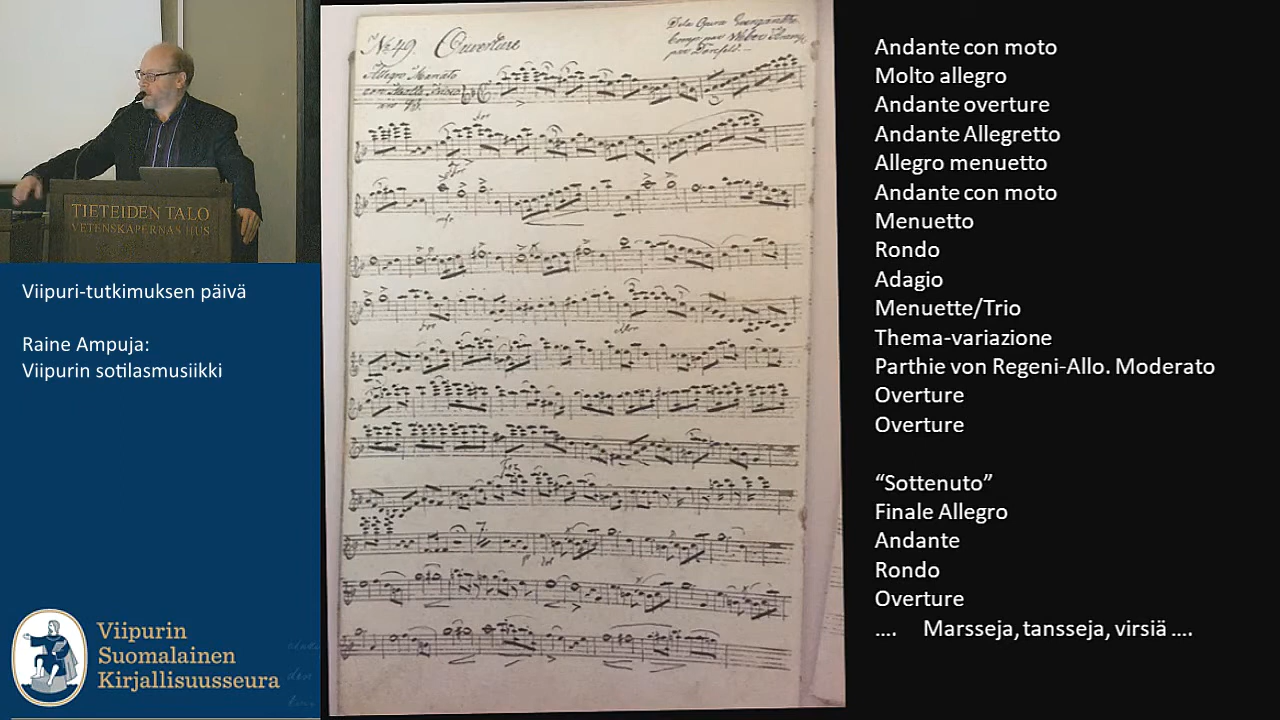 TIETEIDEN TALO
VETENSKAPERNAS HUS
Viipuri-tutkimuksen päivä
Raine Ampuja:
Viipurin sotilasmusiikki
Viipurin
Suomalainen
Kirjallisuusseura
No 49. Ouverture
Andante con moto
Molto allegro
Andante overture
Andante Allegretto
Allegro menuetto
Andante con moto
Menuetto
Rondo
Adagio
Menuette/Trio
Thema-variazione
Parthie von Regeni-Allo. Moderato
Overture
Overture
“Sottenuto”
Finale Allegro
Andante
Rondo
Overture
.... Marsseja, tansseja, virsiä ....